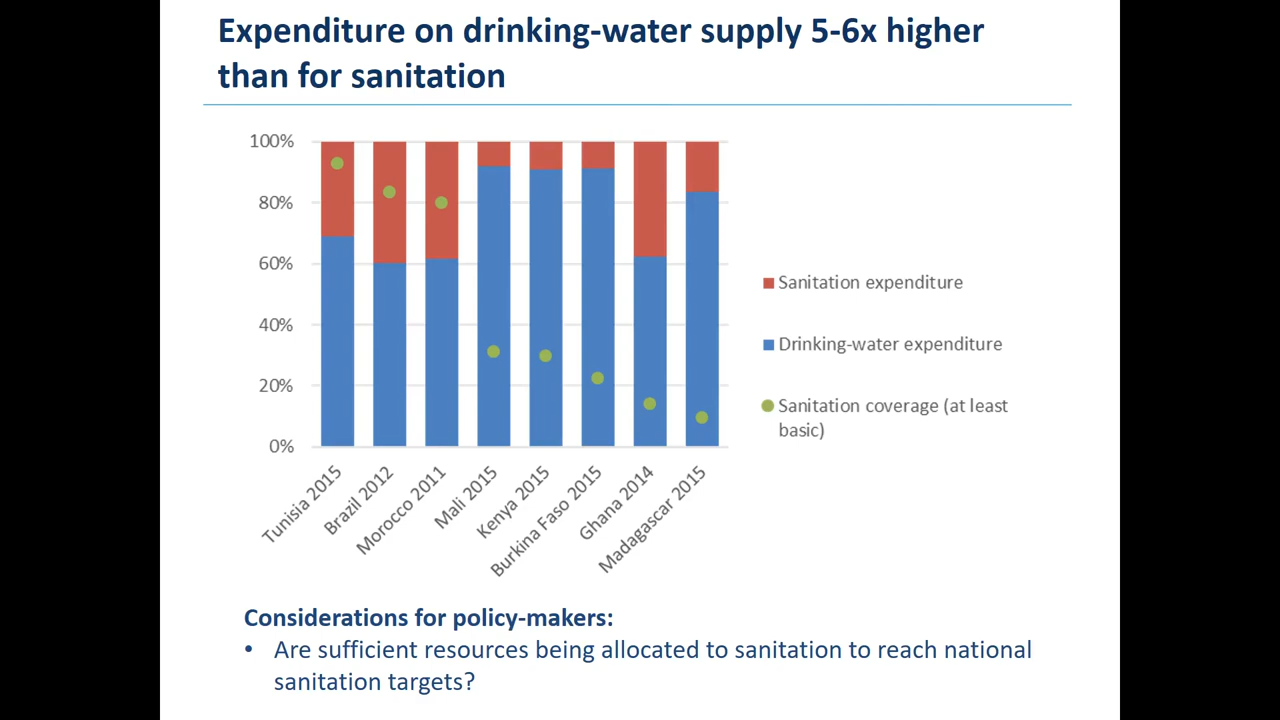 Expenditure on drinking-water supply 5-6x higher
than for sanitation
100%
80%
60%
40%
20%
0%
Tunisia 2015
Brazil 2012
Morocco 2011
Mali 2015
Kenya 2015
Burkina Faso 2015
Ghana 2014
Madagascar 2015
Sanitation expenditure
Drinking-water expenditure
Sanitation coverage (at least
basic)
Considerations for policy-makers:
• Are sufficient resources being allocated to sanitation to reach national
sanitation targets?